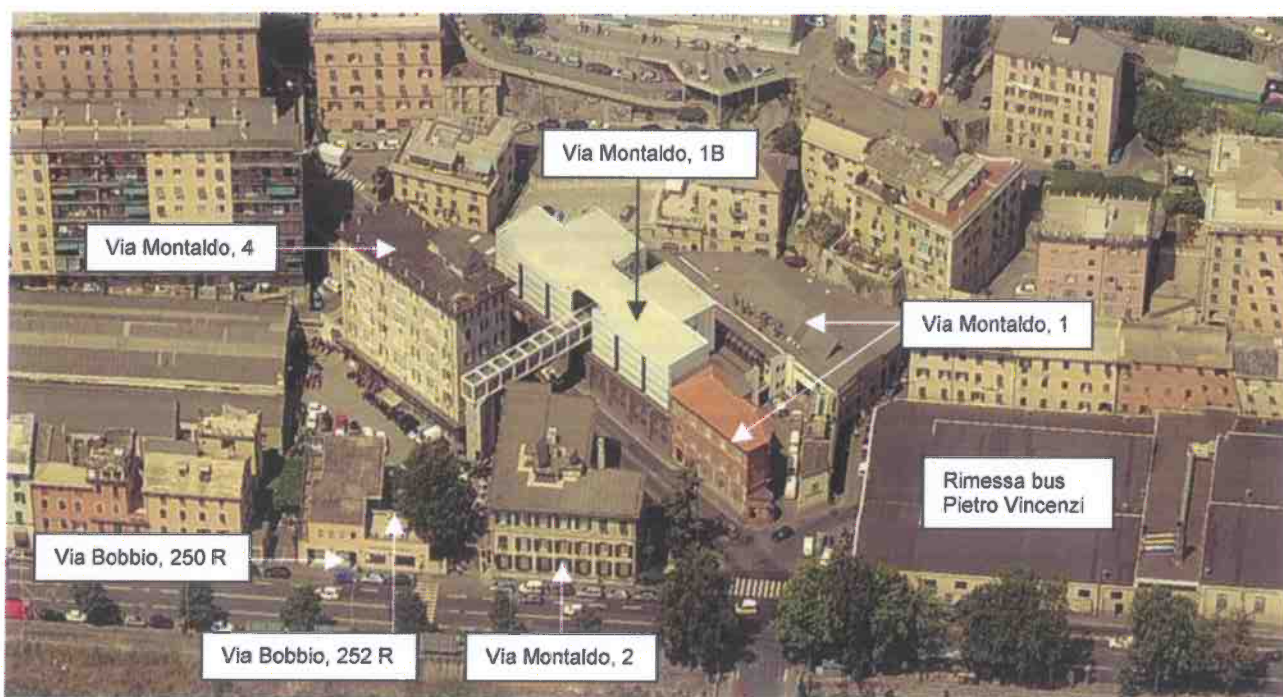 Via Montaldo, 1B
Via Montaldo, 4
Via Montaldo, 1
Rimessa bus
Pietro Vincenzi
Via Bobbio, 250 R
Via Bobbio, 252 R
Via Montaldo, 2